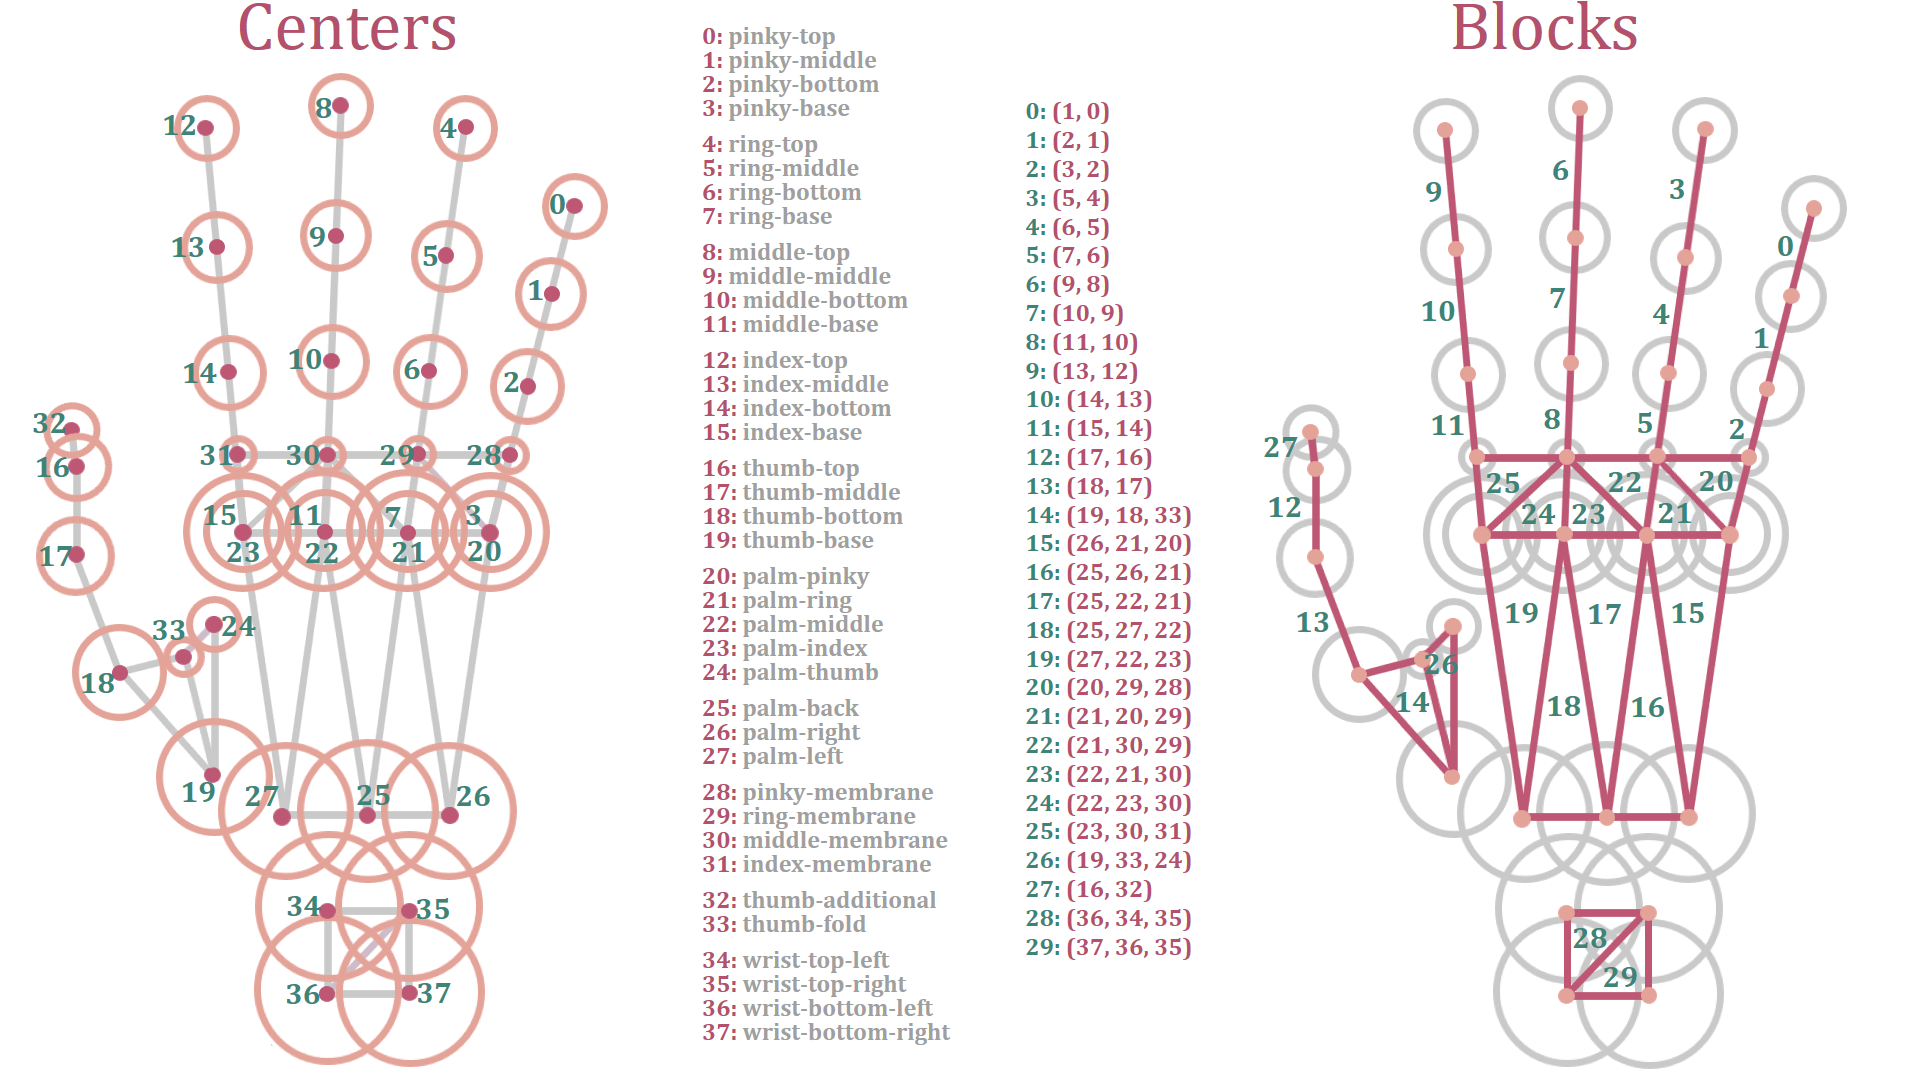 Centers
12
8
4
0
13
9
5
1
14
10
6
2
32
31
30
29
28
16
15
11
7
3
17
23
22
21
20
33
24
18
19
27
25
26
34
35
36
37
0: pinky-top
1: pinky-middle
2: pinky-bottom
3: pinky-base
4: ring-top
5: ring-middle
6: ring-bottom
7: ring-base
8: middle-top
9: middle-middle
10: middle-bottom
11: middle-base
12: index-top
13: index-middle
14: index-bottom
15: index-base
16: thumb-top
17: thumb-middle
18: thumb-bottom
19: thumb-base
20: palm-pinky
21: palm-ring
22: palm-middle
23: palm-index
24: palm-thumb
25: palm-back
26: palm-right
27: palm-left
28: pinky-membrane
29: ring-membrane
30: middle-membrane
31: index-membrane
32: thumb-additional
33: thumb-fold
34: wrist-top-left
35: wrist-top-right
36: wrist-bottom-left
37: wrist-bottom-right
0: (1, 0)
1: (2, 1)
2: (3, 2)
3: (5, 4)
4: (6, 5)
5: (7, 6)
6: (9, 8)
7: (10, 9)
8: (11, 10)
9: (13, 12)
10: (14, 13)
11: (15, 14)
12: (17, 16)
13: (18, 17)
14: (19, 18, 33)
15: (26, 21, 20)
16: (25, 26, 21)
17: (25, 22, 21)
18: (25, 27, 22)
19: (27, 22, 23)
20: (20, 29, 28)
21: (21, 20, 29)
22: (21, 30, 29)
23: (22, 21, 30)
24: (22, 23, 30)
25: (23, 30, 31)
26: (19, 33, 24)
27: (16, 32)
28: (36, 34, 35)
29: (37, 36, 35)
Blocks
9
6
3
0
10
7
4
1
11
8
5
2
27
25
22
20
12
24
23
21
13
19
17
15
26
14
18
16
28
29